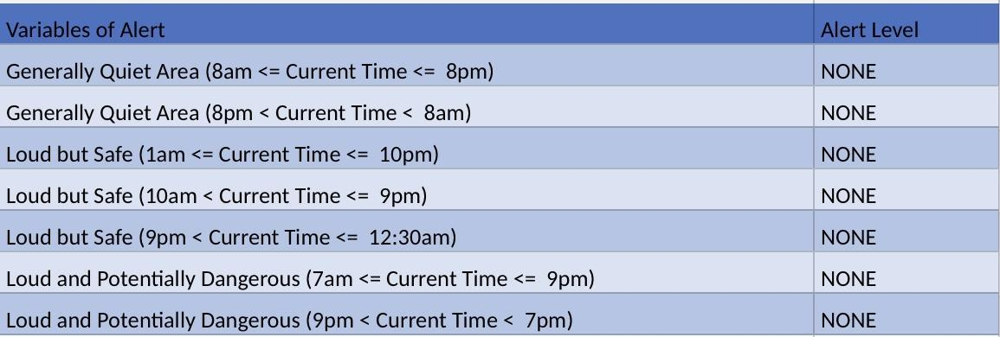 Variables of Alert Alert Level
Generally Quiet Area (8am <= Current Time <=  8pm) NONE
Generally Quiet Area (8pm < Current Time <  8am) NONE
Loud but Safe (1am <= Current Time <=  10pm) NONE
Loud but Safe (10am < Current Time <=  9pm) NONE
Loud but Safe (9pm < Current Time <=  12:30am) NONE
Loud and Potentially Dangerous (7am <= Current Time <=  9pm) NONE
Loud and Potentially Dangerous (9pm < Current Time <  7pm) NONE